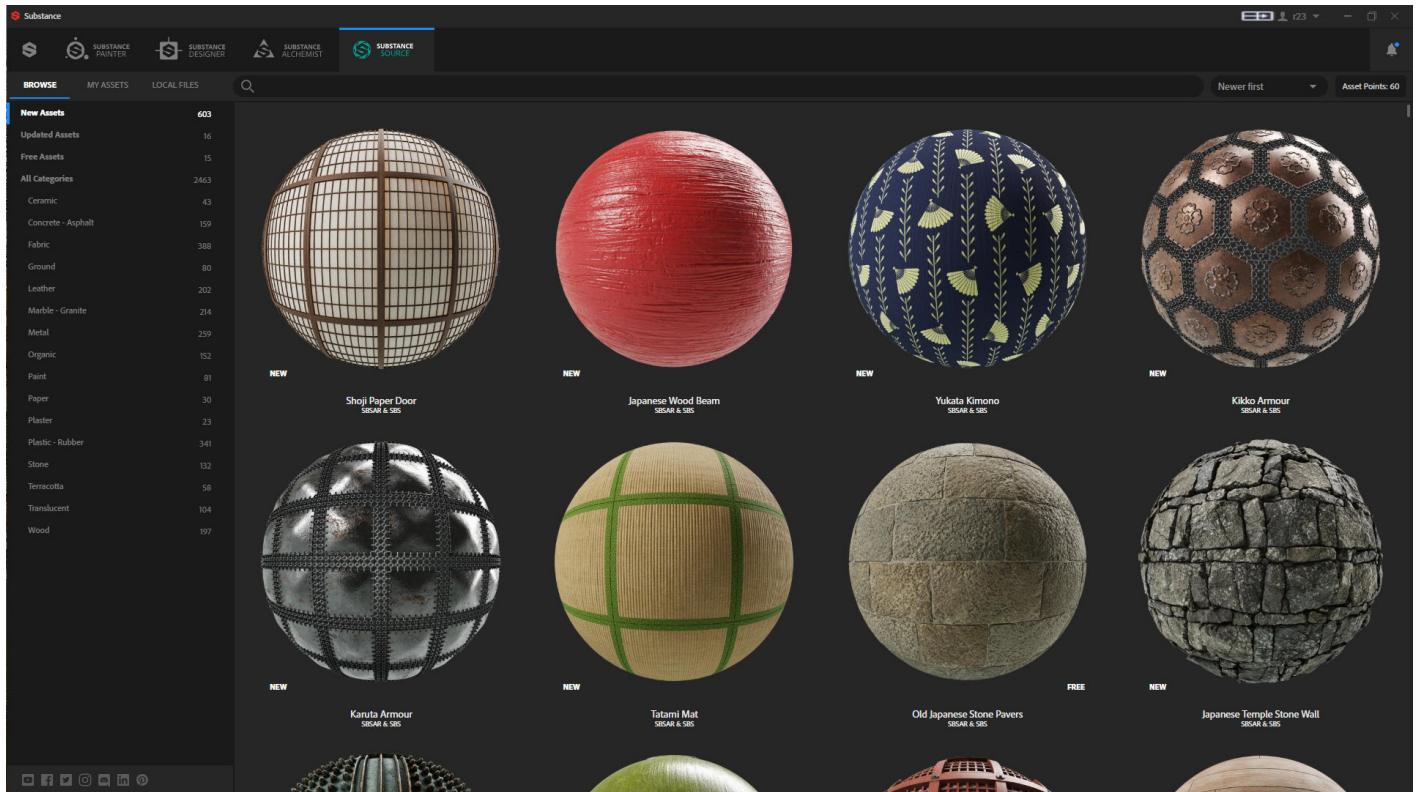 Substance
r23
SUBSTANCE
PAINTER
SUBSTANCE
DESIGNER
SUBSTANCE
ALCHEMIST
SUBSTANCE
SOURCE
BROWSE
MY ASSETS
LOCAL FILES
Newer first
Asset Points: 60
New Assets 603
Updated Assets 16
Free Assets 15
All Categories 2463
Ceramic 43
Concrete - Asphalt 159
Fabric 388
Ground 80
Leather 202
Marble - Granite 214
Metal 259
Organic 152
Paint 81
Paper 30
Plaster 23
Plastic - Rubber 341
Stone 132
Terracotta 58
Translucent 104
Wood 197
NEW
Shoji Paper Door
SBSAR & SBS
NEW
Japanese Wood Beam
SBSAR & SBS
NEW
Yukata Kimono
SBSAR & SBS
NEW
Kikko Armour
SBSAR & SBS
NEW
Karuta Armour
SBSAR & SBS
NEW
Tatami Mat
SBSAR & SBS
FREE
Old Japanese Stone Pavers
SBSAR & SBS
NEW
Japanese Temple Stone Wall
SBSAR & SBS